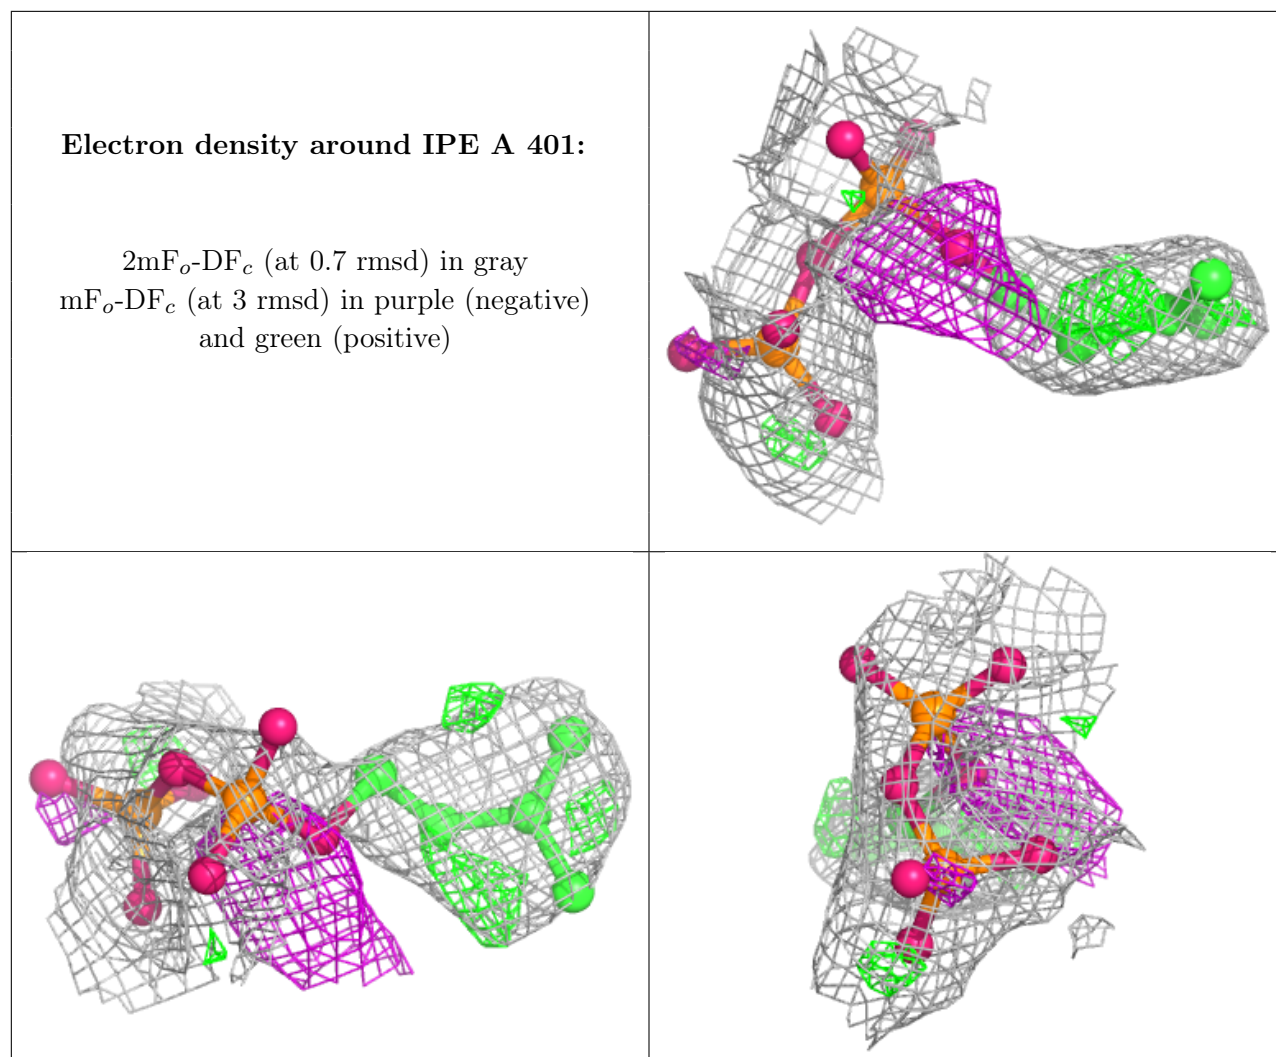 Electron density around IPE A 401:
2mFo-DFc (at 0.7 rmsd) in gray
mFo-DFc (at 3 rmsd) in purple (negative)
and green (positive)